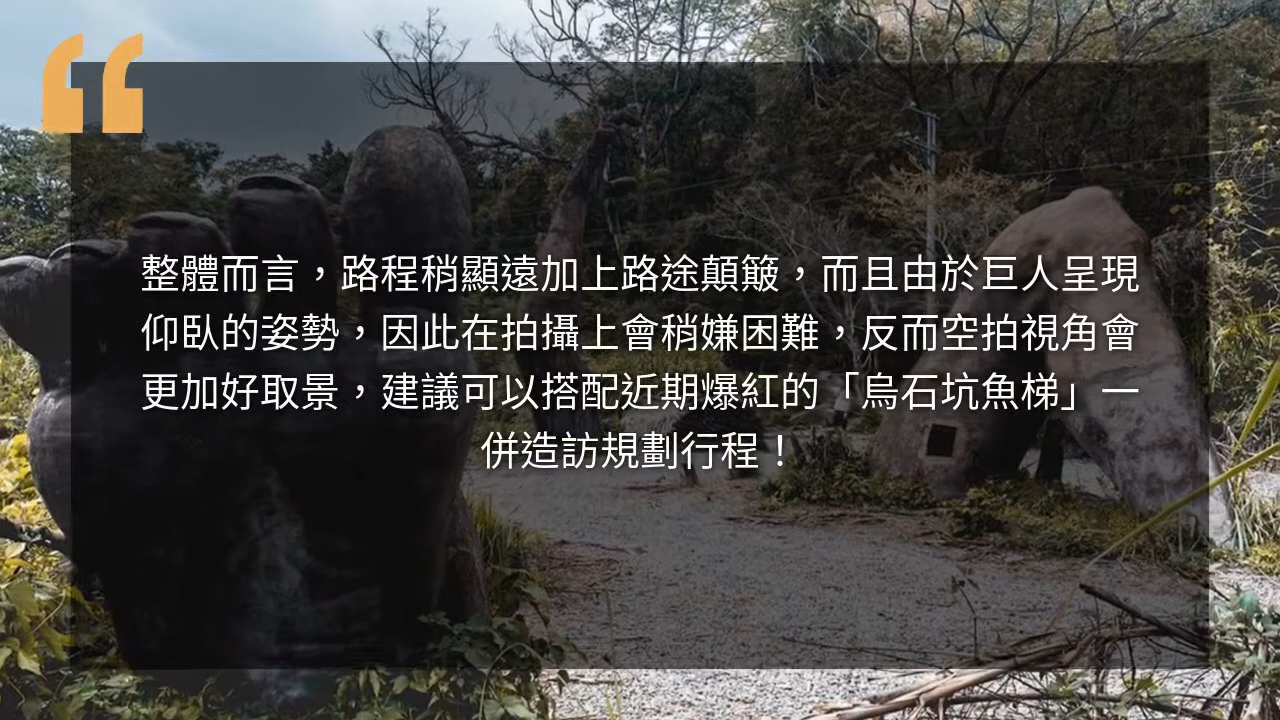 整體而言，路程稍顯遠加上路途顛簸，而且由於巨人呈現
仰臥的姿勢，因此在拍攝上會稍嫌困難，反而空拍視角會
更加好取景，建議可以搭配近期爆紅的「烏石坑魚梯」一
併造訪規劃行程！